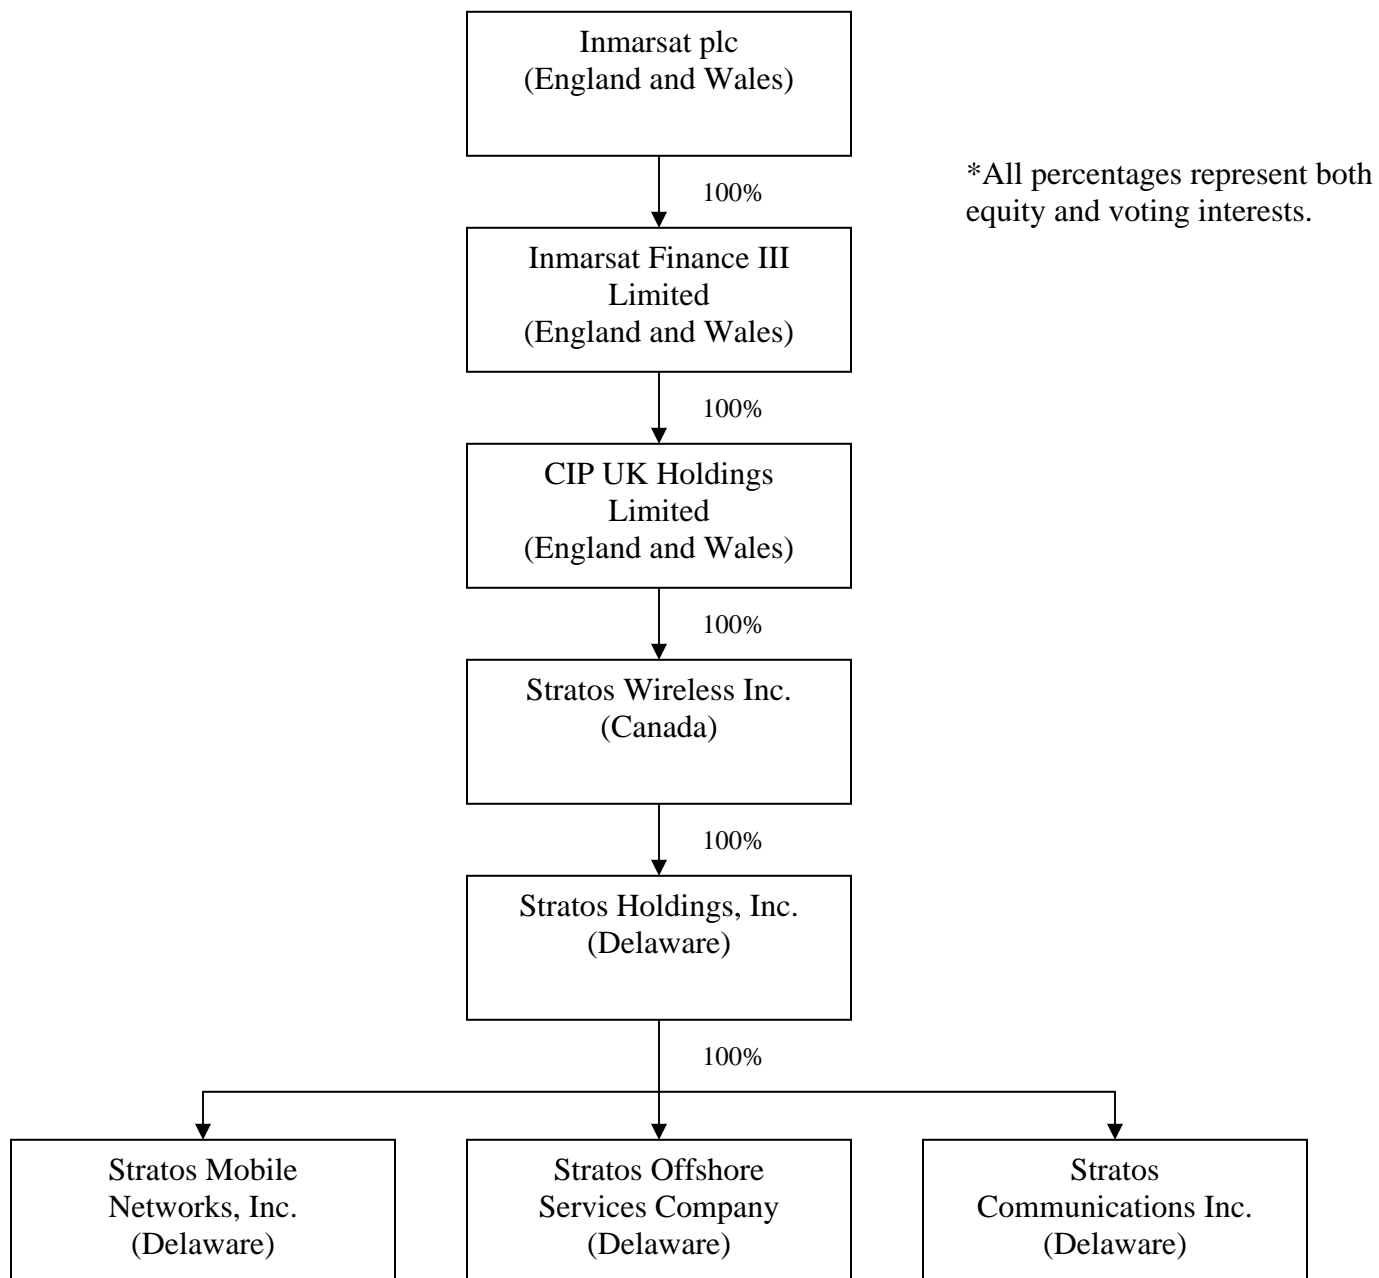 Inmarsat plc
(England and Wales)
*All percentages represent both
equity and voting interests.
100%
Inmarsat Finance III
Limited
(England and Wales)
100%
CIP UK Holdings
Limited
(England and Wales)
100%
Stratos Wireless Inc.
(Canada)
100%
Stratos Holdings, Inc.
(Delaware)
100%
Stratos Mobile
Networks, Inc.
(Delaware)
Stratos Offshore
Services Company
(Delaware)
Stratos
Communications Inc.
(Delaware)